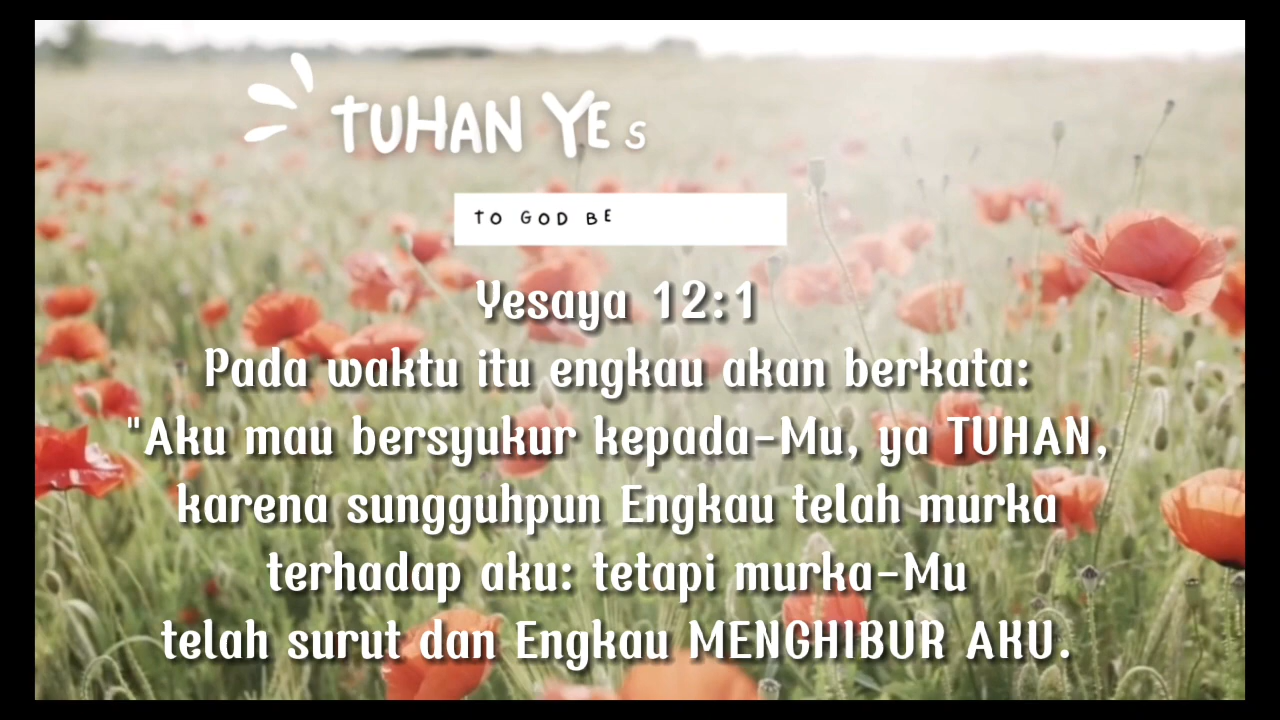 TUHAN YES
TO GOD BE
Yesaya 12:1
Pada waktu itu engkau akan berkata:
"Aku mau bersyukur kepada-Mu, ya TUHAN,
karena sungguhpun Engkau telah murka
terhadap aku: tetapi murka-Mu
telah surut dan Engkau MENGHIBUR AKU.